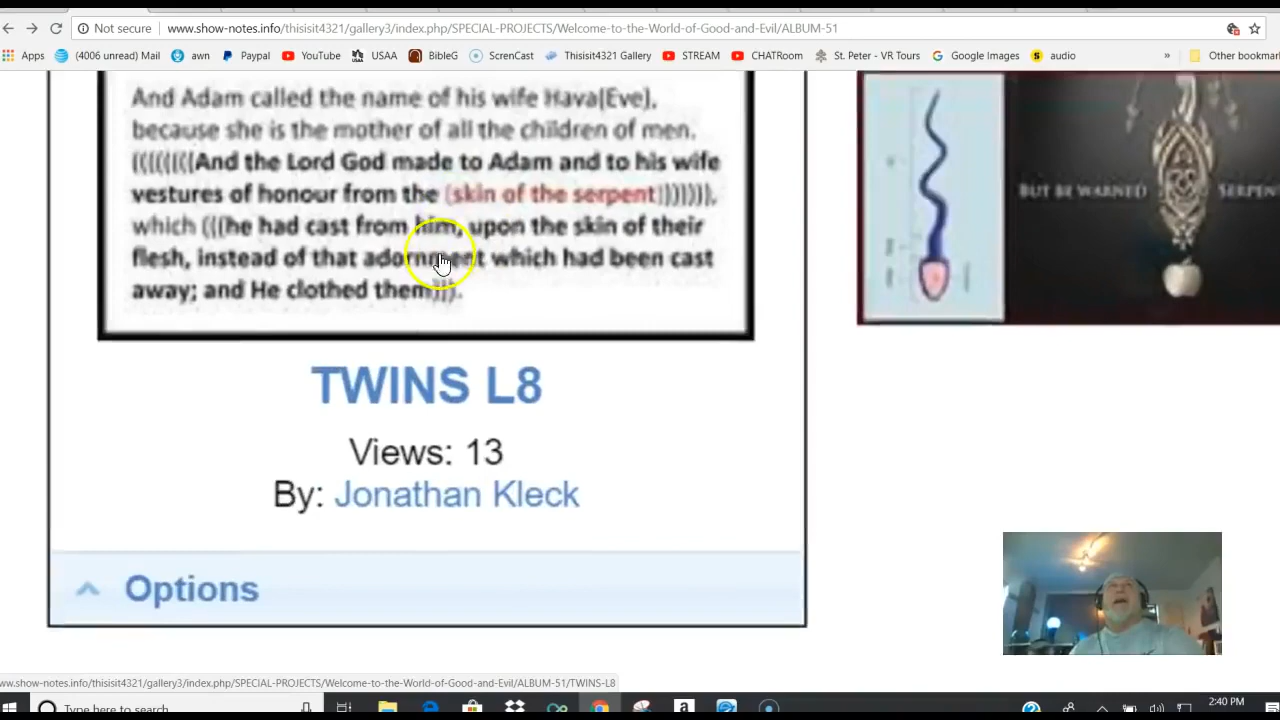 Not secure www.show-notes.info/thisisit4321/gallery3/index.php/SPECIAL-PROJECTS/Welcome-to-the-World-of-Good-and-Evil/ALBUM-51
Apps (4006 unread) Mail awn Paypal YouTube USAA BibleG ScrenCast Thisisit4321 Gallery STREAM CHATRoom St. Peter - VR Tours Google Images audio » Other bookmar
And Adam called the name of his wife Hava(Eve),
because she is the mother of all the children of men.
((((((((And the Lord God made to Adam and to his wife
vestures of honour from the (skin of the serpent))))))),
which (((he had cast from him, upon the skin of their
flesh, instead of that adornment which had been cast
away; and He clothed them))).
BUT BE WARNED SERPEN
TWINS L8
Views: 13
By: Jonathan Kleck
Options
ww.show-notes.info/thisisit4321/gallery3/index.php/SPECIAL-PROJECTS/Welcome-to-the-World-of-Good-and-Evil/ALBUM-51/TWINS-L8
Type here to search
2:40 PM